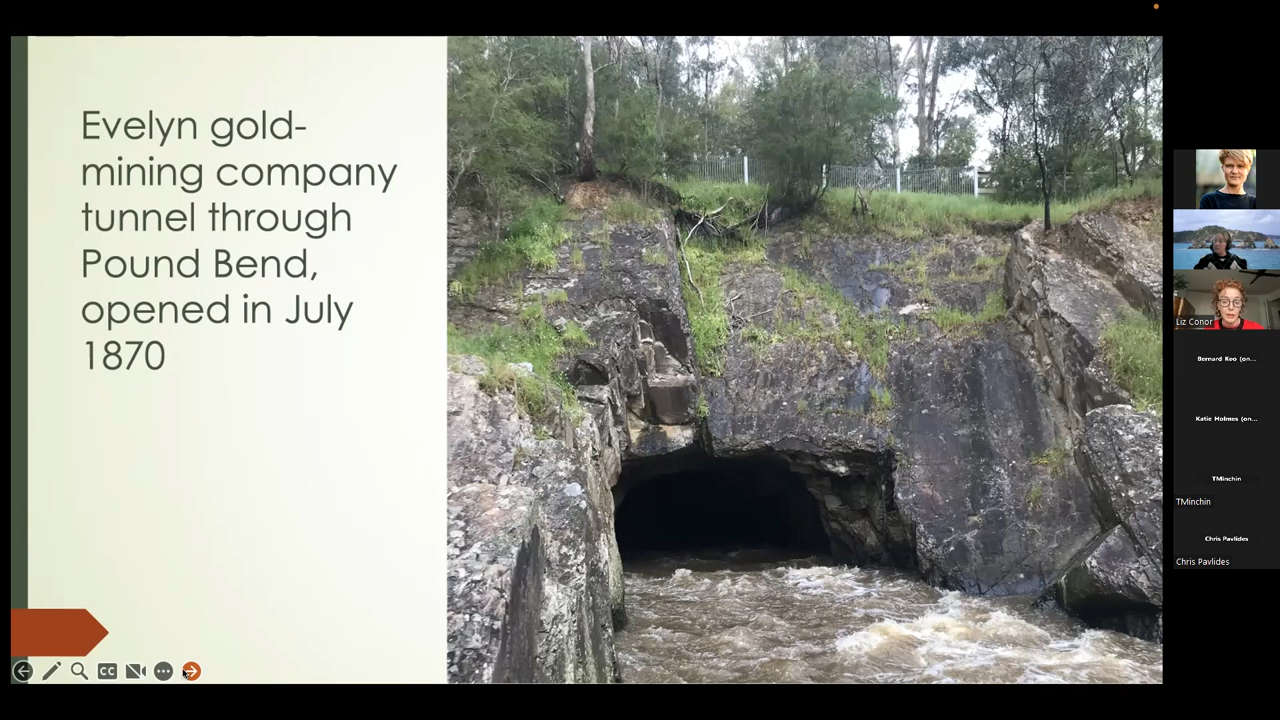 Evelyn gold-
mining company
tunnel through
Pound Bend,
opened in July
1870
CC
Liz Conor
Bernard Keo (on...
Katie Holmes (on...
TMinchin
TMinchin
Chris Pavlides
Chris Pavlides